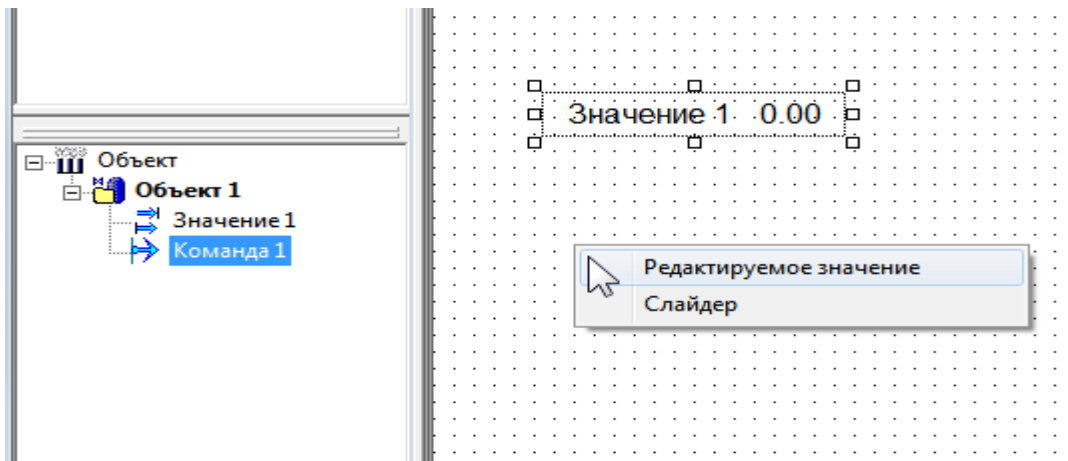 Значение 1 0.00
Объект
Объект 1
Значение 1
Команда 1
Редактируемое значение
Слайдер